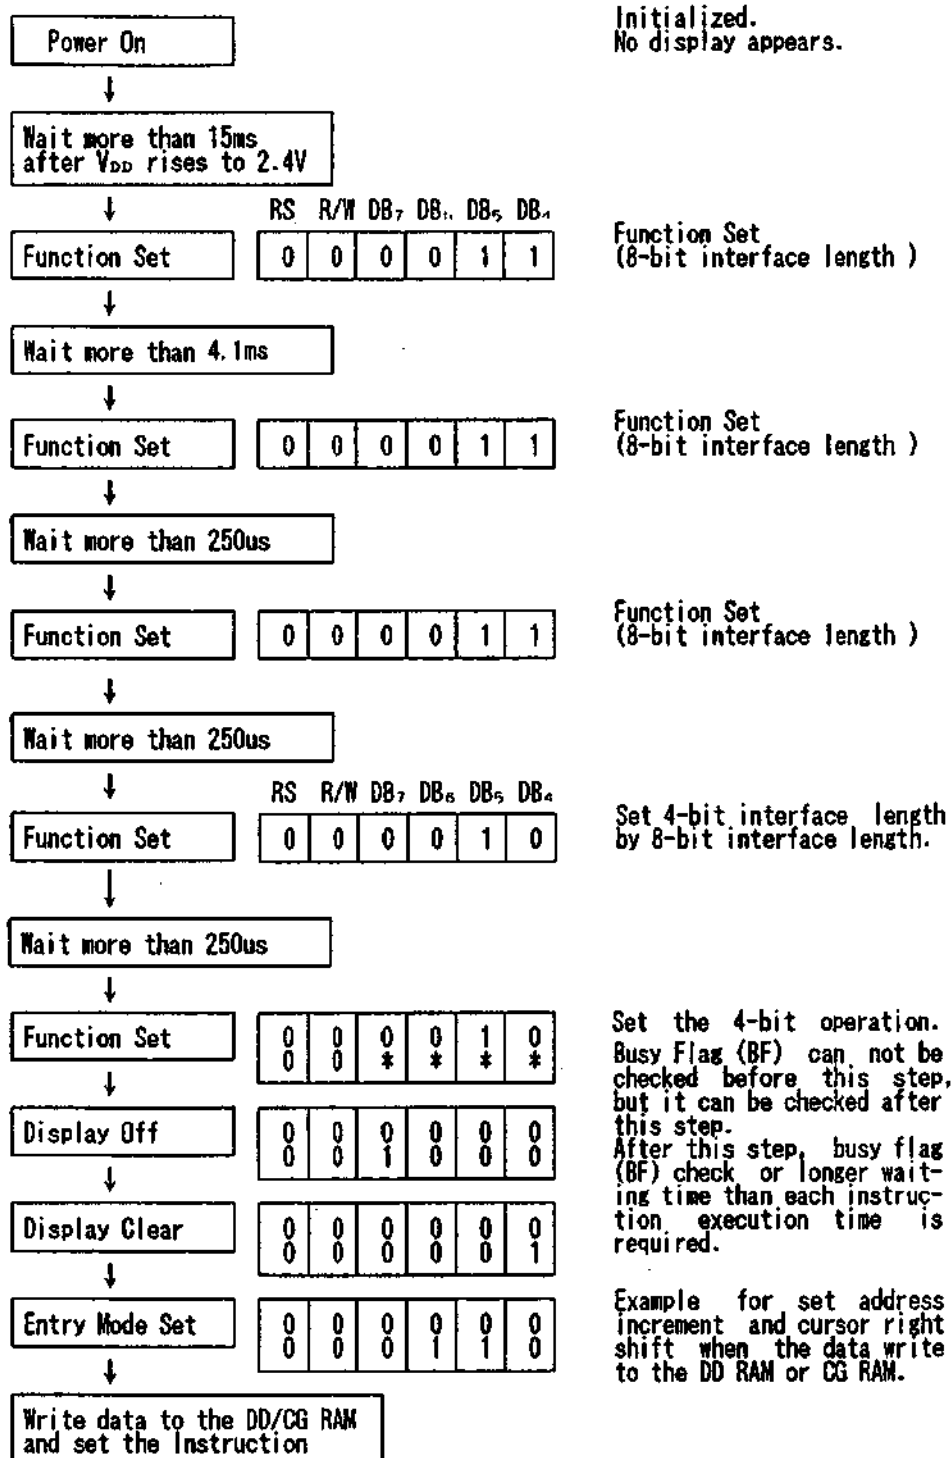 Power On
Initialized.
No display appears.
Wait more than 15ms
after VDD rises to 2.4V
RS R/W DB7 DB5 DB4
Function Set
0 0 0 0 1 1
Function Set
(8-bit interface length )
Wait more than 4.1ms
Function Set
0 0 0 0 1 1
Function Set
(8-bit interface length )
Wait more than 250us
Function Set
0 0 0 0 1 1
Function Set
(8-bit interface length )
Wait more than 250us
RS R/W DB7 DB6 DB5 DB4
Function Set
0 0 0 0 1 0
Set 4-bit interface length
by 8-bit interface length.
Wait more than 250us
Function Set
0 0 0 0 1 0
0 0 * * * *
Set the 4-bit operation.
Busy Flag (BF) can not be
checked before this step,
but it can be checked after
this step.
After this step, busy flag
(BF) check or longer wait-
ing time than each instruc-
tion execution time is
required.
Display Off
0 0 0 0 0 0
0 0 1 0 0 0
Display Clear
0 0 0 0 0 0
0 0 0 0 0 1
Entry Mode Set
0 0 0 0 0 0
0 0 0 1 1 0
Example for set address
increment and cursor right
shift when the data write
to the DD RAM or CG RAM.
Write data to the DD/CG RAM
and set the Instruction